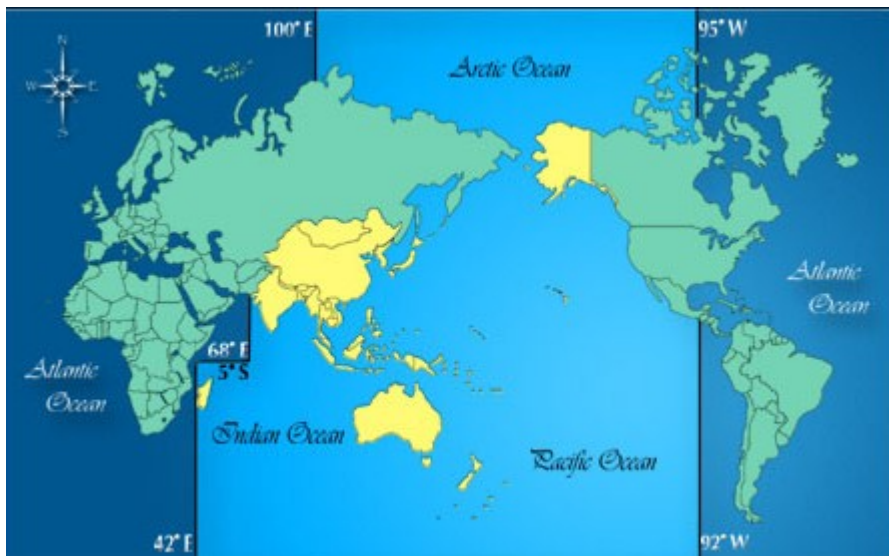 100° E
95° W
N
W E
S
Arctic Ocean
Atlantic
Ocean
68° E
5° S
Atlantic
Ocean
Indian Ocean
Pacific Ocean
42° E
92° W